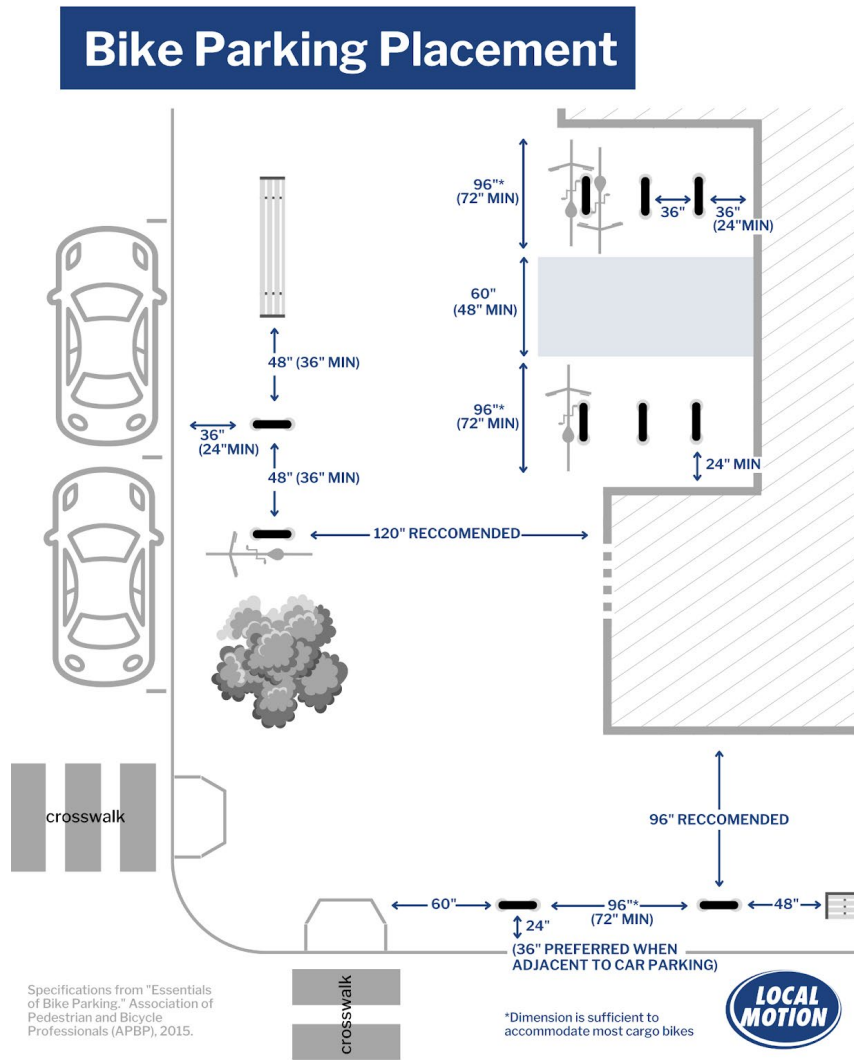 Bike Parking Placement
96"*
(72" MIN)
36"
36"
(24"MIN)
60"
(48" MIN)
48" (36" MIN)
96"*
(72" MIN)
36"
(24"MIN)
24" MIN
48" (36" MIN)
120" RECCOMENDED
crosswalk
96" RECCOMENDED
60"
96"*
(72" MIN)
48"
24"
(36" PREFERRED WHEN
ADJACENT TO CAR PARKING)
crosswalk
Specifications from "Essentials
of Bike Parking." Association of
Pedestrian and Bicycle
Professionals (APBP), 2015.
*Dimension is sufficient to
accommodate most cargo bikes
LOCAL
MOTION